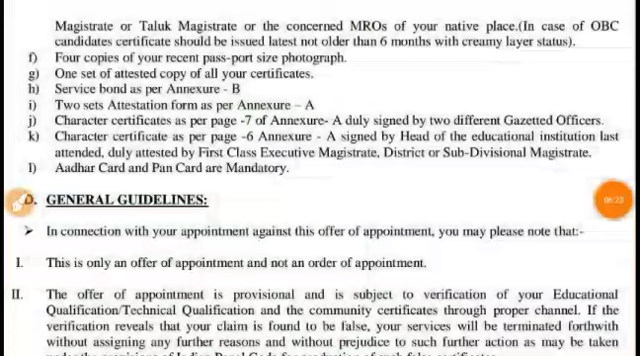 Magistrate or Taluk Magistrate or the concerned MROs of your native place.(In case of OBC
candidates certificate should be issued latest not older than 6 months with creamy layer status).
f) Four copies of your recent pass-port size photograph.
g) One set of attested copy of all your certificates.
h) Service bond as per Annexure - B
i) Two sets Attestation form as per Annexure – A
j) Character certificates as per page -7 of Annexure- A duly signed by two different Gazetted Officers.
k) Character certificate as per page -6 Annexure - A signed by Head of the educational institution last
attended, duly attested by First Class Executive Magistrate, District or Sub-Divisional Magistrate.
l) Aadhar Card and Pan Card are Mandatory.
D. GENERAL GUIDELINES:
06:23
➤ In connection with your appointment against this offer of appointment, you may please note that:-
I. This is only an offer of appointment and not an order of appointment.
II. The offer of appointment is provisional and is subject to verification of your Educational
Qualification/Technical Qualification and the community certificates through proper channel. If the
verification reveals that your claim is found to be false, your services will be terminated forthwith
without assigning any further reasons and without prejudice to such further action as may be taken